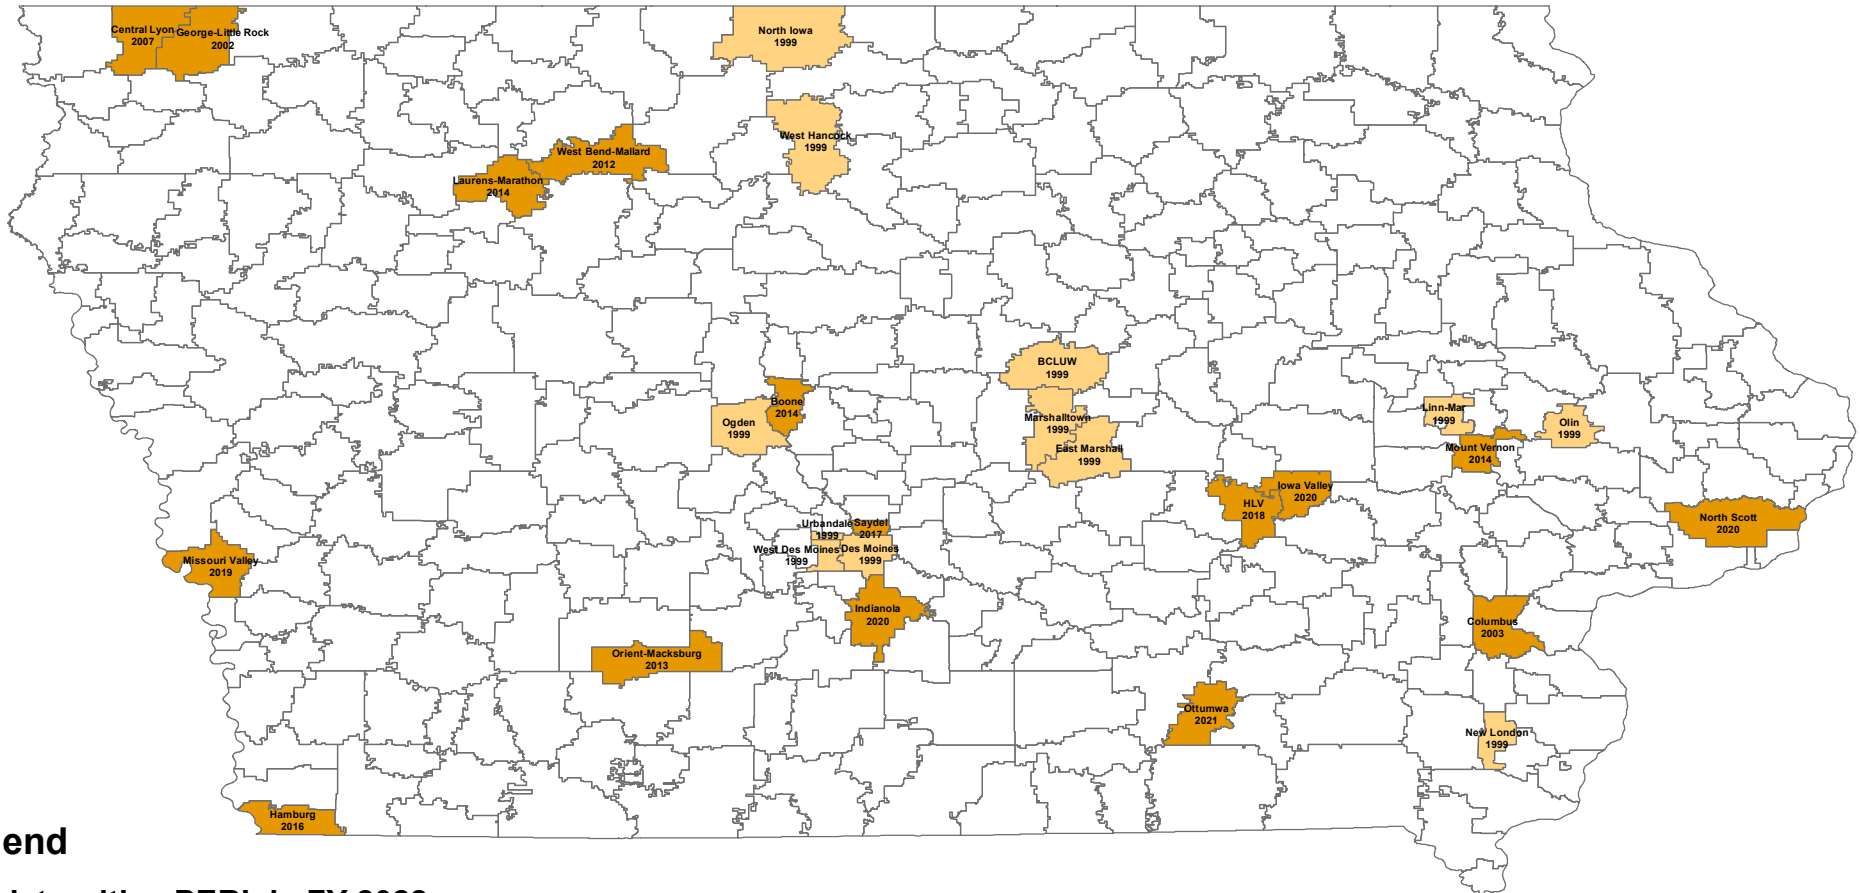 Central Lyon
2007
George-Little Rock
2002
North Iowa
1999
West Hancock
1999
West Bend-Mallard
2012
Laurens-Marathon
2014
BCLUW
1999
Boone
2014
Ogden
1999
Marshalltown
1999
East Marshall
1999
Linn-Mar
1999
Olin
1999
Mount Vernon
2014
Iowa Valley
2020
HLV
2018
North Scott
2020
Urbandale
1999
Saydel
2017
West Des Moines
1999
Des Moines
1999
Missouri Valley
2019
Indianola
2020
Columbus
2003
Orient-Macksburg
2013
Ottumwa
2021
New London
1999
Hamburg
2016
end